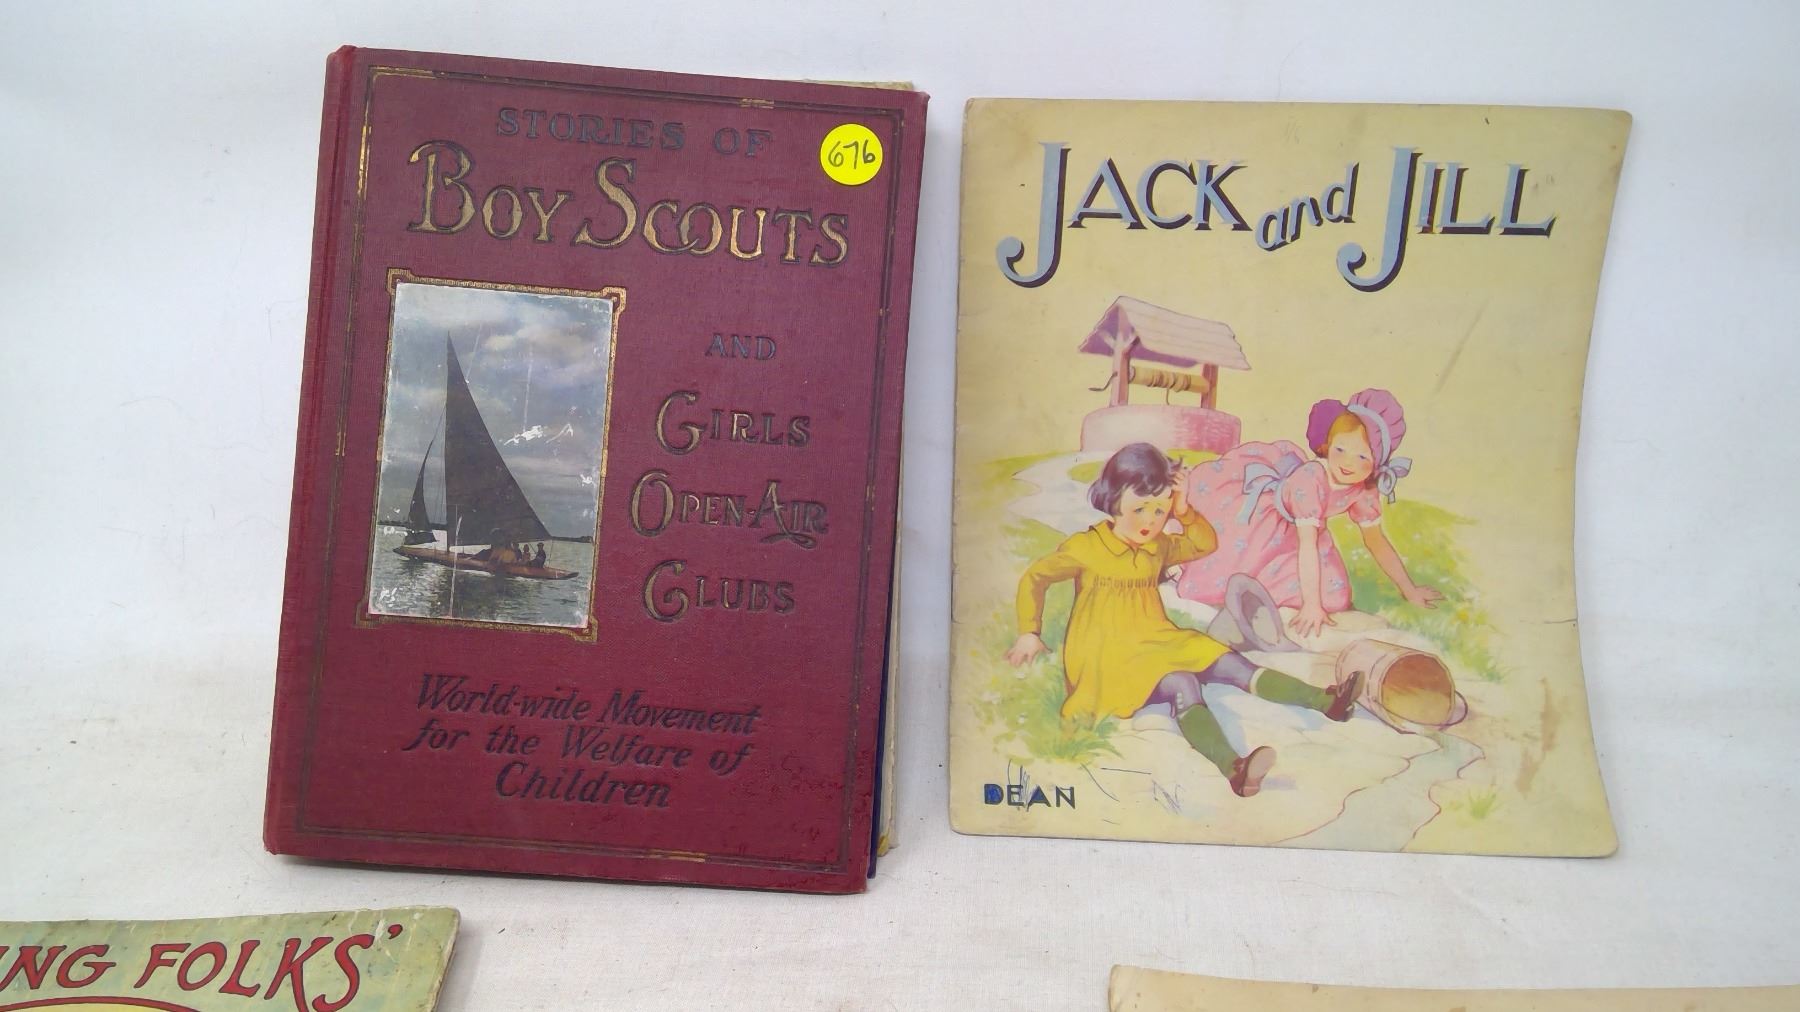 STORIES OF
BOY SCOUTS
AND
GIRLS
OPEN-AIR
CLUBS
World-wide Movement
for the Welfare of
Children
676
JACK and JILL
DEAN
FOLKS'